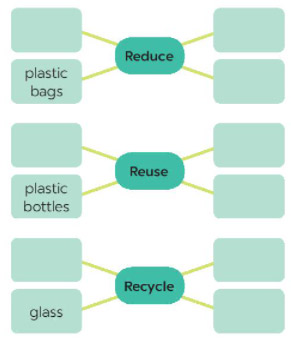 Reduce
plastic
bags
Reuse
plastic
bottles
Recycle
glass